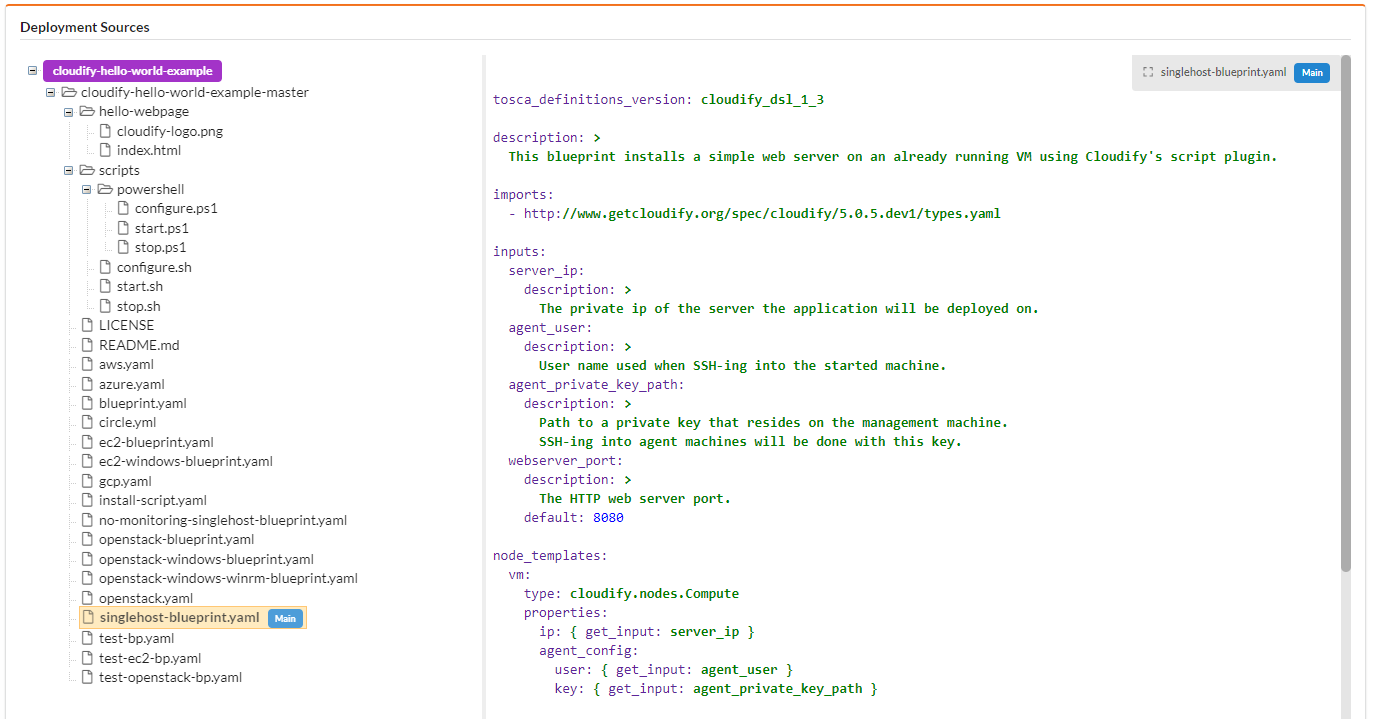 Deployment Sources
cloudify-hello-world-example
cloudify-hello-world-example-master
hello-webpage
cloudify-logo.png
index.html
scripts
powershell
configure.ps1
start.ps1
stop.ps1
configure.sh
start.sh
stop.sh
LICENSE
README.md
aws.yaml
azure.yaml
blueprint.yaml
circle.yml
ec2-blueprint.yaml
ec2-windows-blueprint.yaml
gcp.yaml
install-script.yaml
no-monitoring-singlehost-blueprint.yaml
openstack-blueprint.yaml
openstack-windows-blueprint.yaml
openstack-windows-winrm-blueprint.yaml
openstack.yaml
singlehost-blueprint.yaml Main
test-bp.yaml
test-ec2-bp.yaml
test-openstack-bp.yaml
singlehost-blueprint.yaml Main
tosca_definitions_version: cloudify_dsl_1_3
description: >
This blueprint installs a simple web server on an already running VM using Cloudify's script plugin.
imports:
- http://www.getcloudify.org/spec/cloudify/5.0.5.dev1/types.yaml
inputs:
server_ip:
description: >
The private ip of the server the application will be deployed on.
agent_user:
description: >
User name used when SSH-ing into the started machine.
agent_private_key_path:
description: >
Path to a private key that resides on the management machine.
SSH-ing into agent machines will be done with this key.
webserver_port:
description: >
The HTTP web server port.
default: 8080
node_templates:
vm:
type: cloudify.nodes.Compute
properties:
ip: { get_input: server_ip }
agent_config:
user: { get_input: agent_user }
key: { get_input: agent_private_key_path }